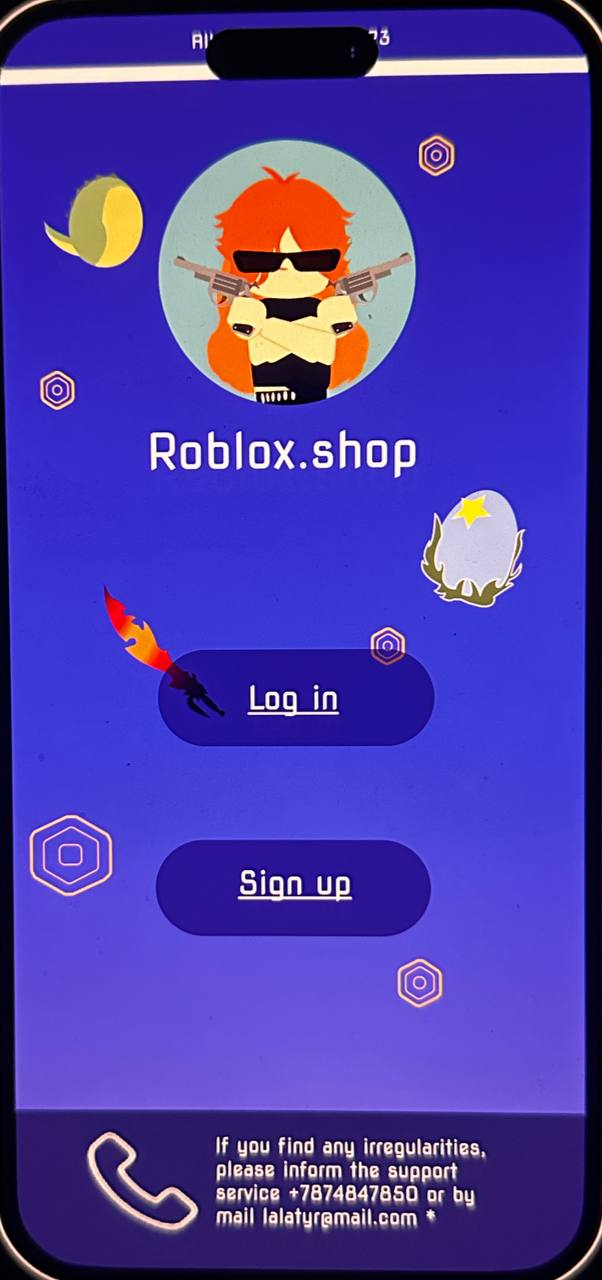 Roblox.shop
Log in
Sign up
If you find any irregularities,
please inform the support
service +7874847850 or by
mail lalatyr@mail.com *